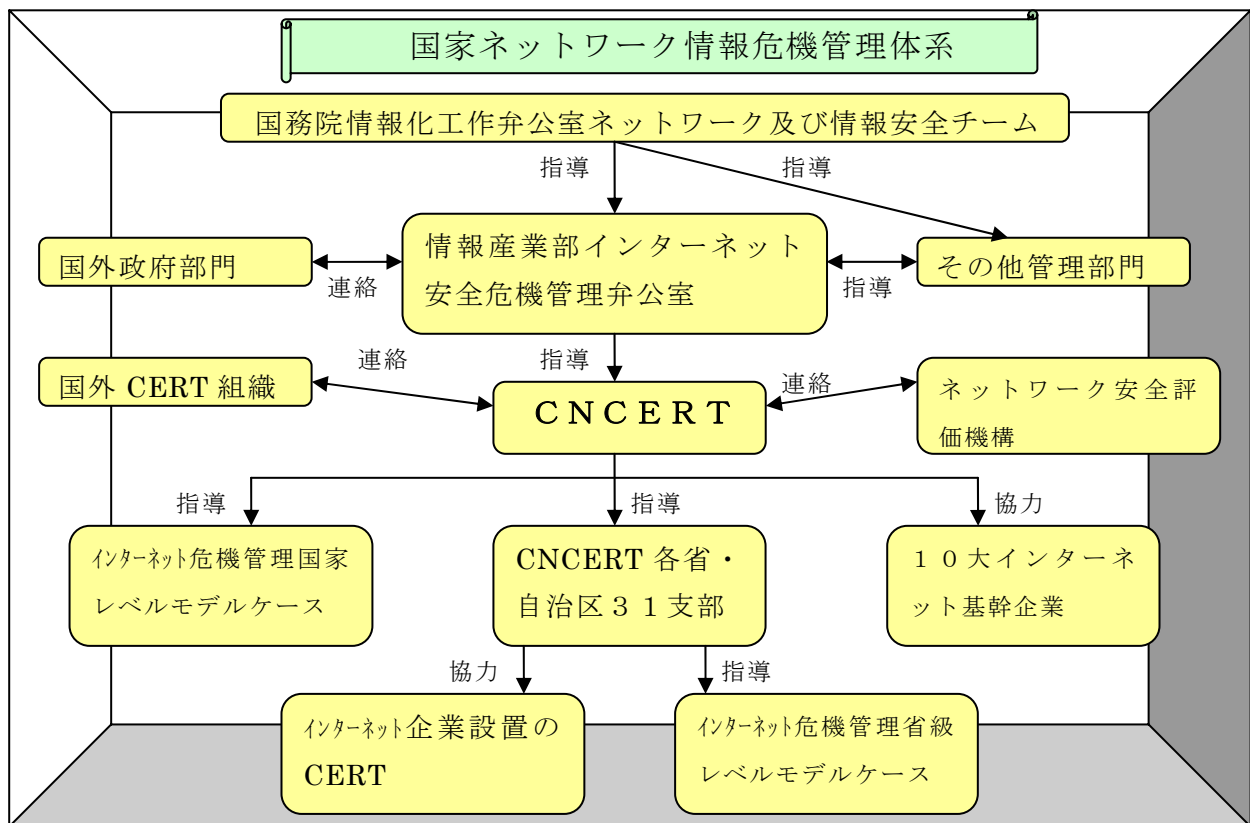 国家ネットワーク情報危機管理体系
国務院情報化工作弁公室ネットワーク及び情報安全チーム
指導
指導
国外政府部門
連絡
情報産業部インターネット
安全危機管理弁公室
指導
その他管理部門
国外 CERT 組織
連絡
指導
CNCERT
連絡
ネットワーク安全評
価機構
指導
指導
協力
インターネット危機管理国家
レベルモデルケース
CNCERT 各省・
自治区31支部
10大インターネ
ット基幹企業
協力
指導
インターネット企業設置の
CERT
インターネット危機管理省級
レベルモデルケース